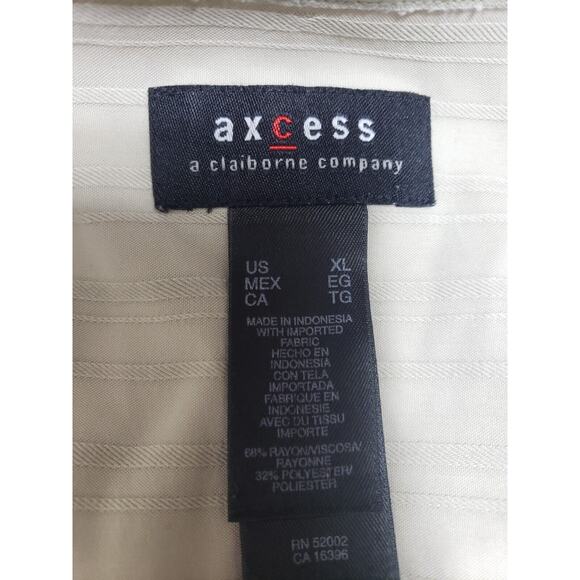 axcess
a claiborne company
US XL
MEX EG
CA TG
MADE IN INDONESIA
WITH IMPORTED
FABRIC
HECHO EN
INDONESIA
CON TELA
IMPORTADA
FABRIQUE EN
INDONESIE
AVEC DU TISSU
IMPORTE
68% RAYON/VISCOSA/
RAYONNE
32% POLYESTER/
POLIESTER
RN 52002
CA 16396